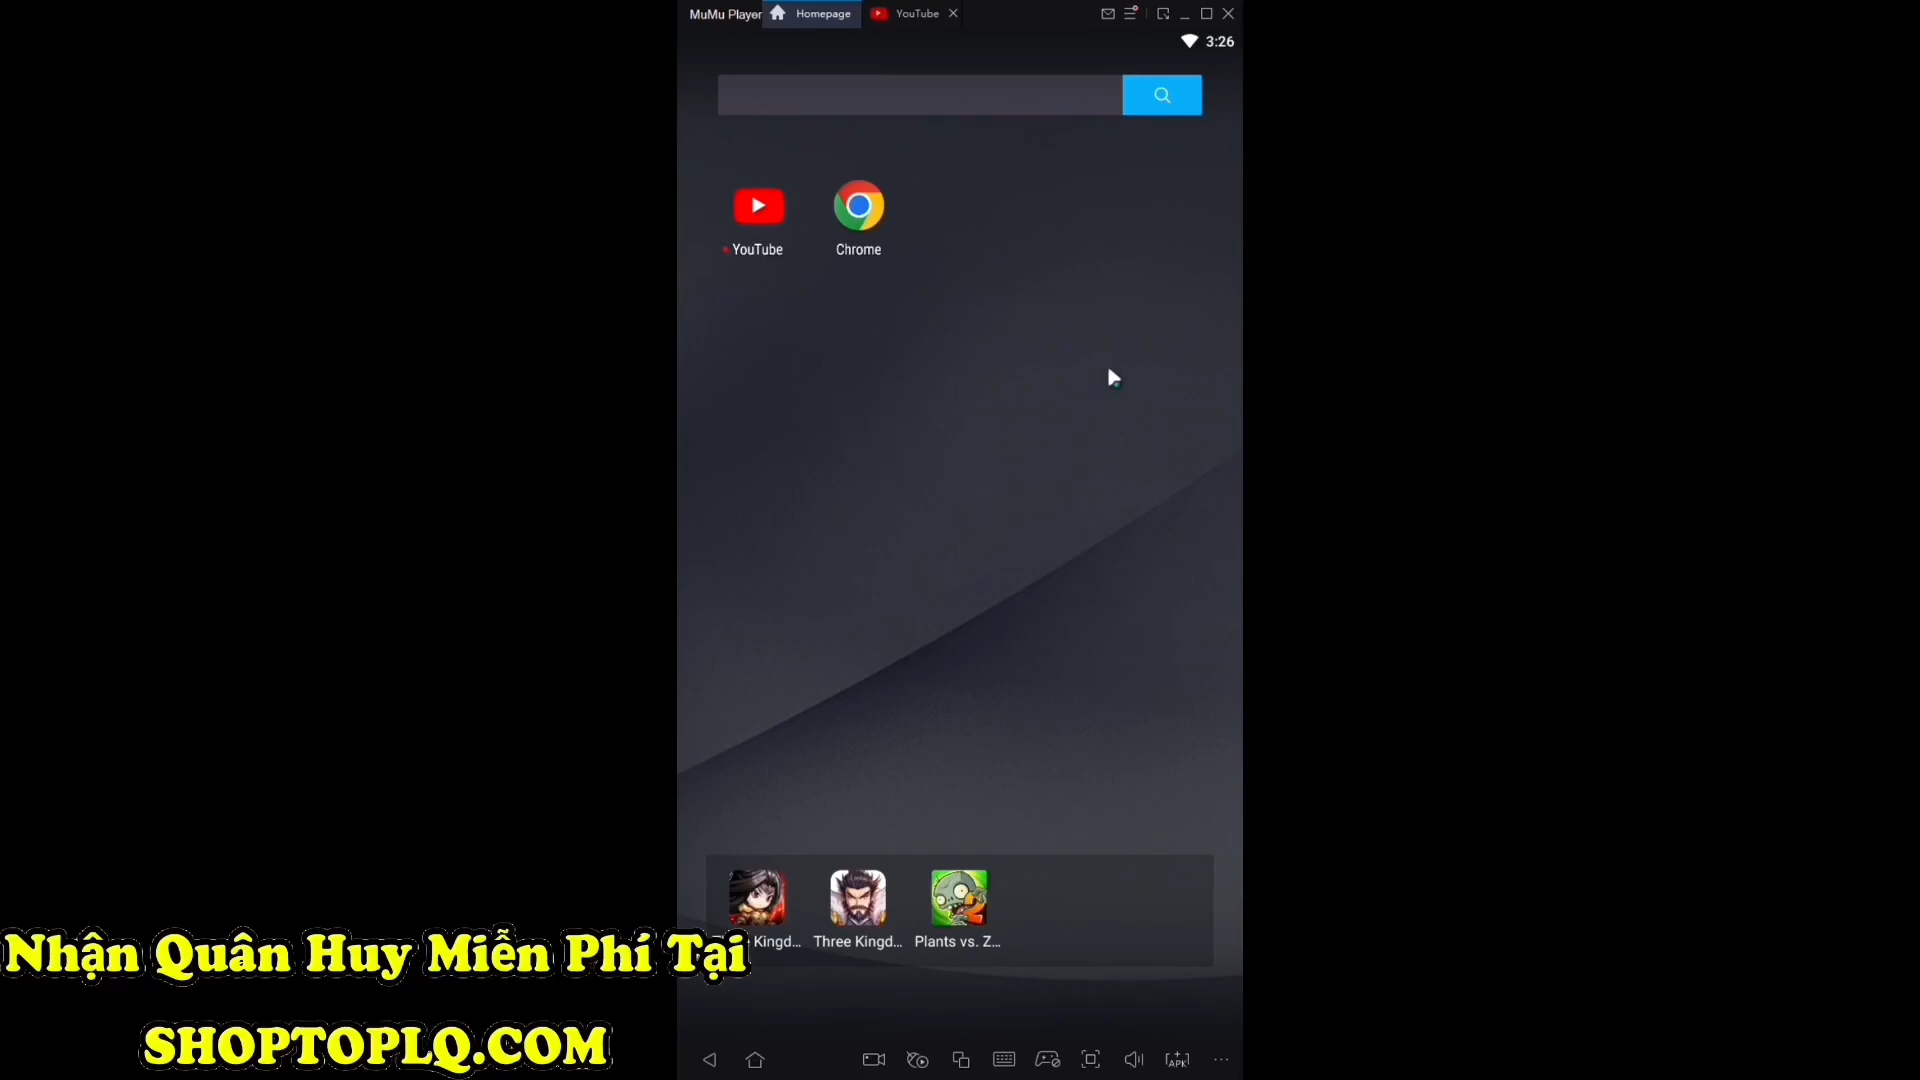 MuMu Player
Homepage
YouTube
3:26
YouTube
Chrome
Kingd...
Three Kingd...
Plants vs. Z...
Nhận Quân Huy Miễn Phí Tại
SHOPTOPLQ.COM
APK